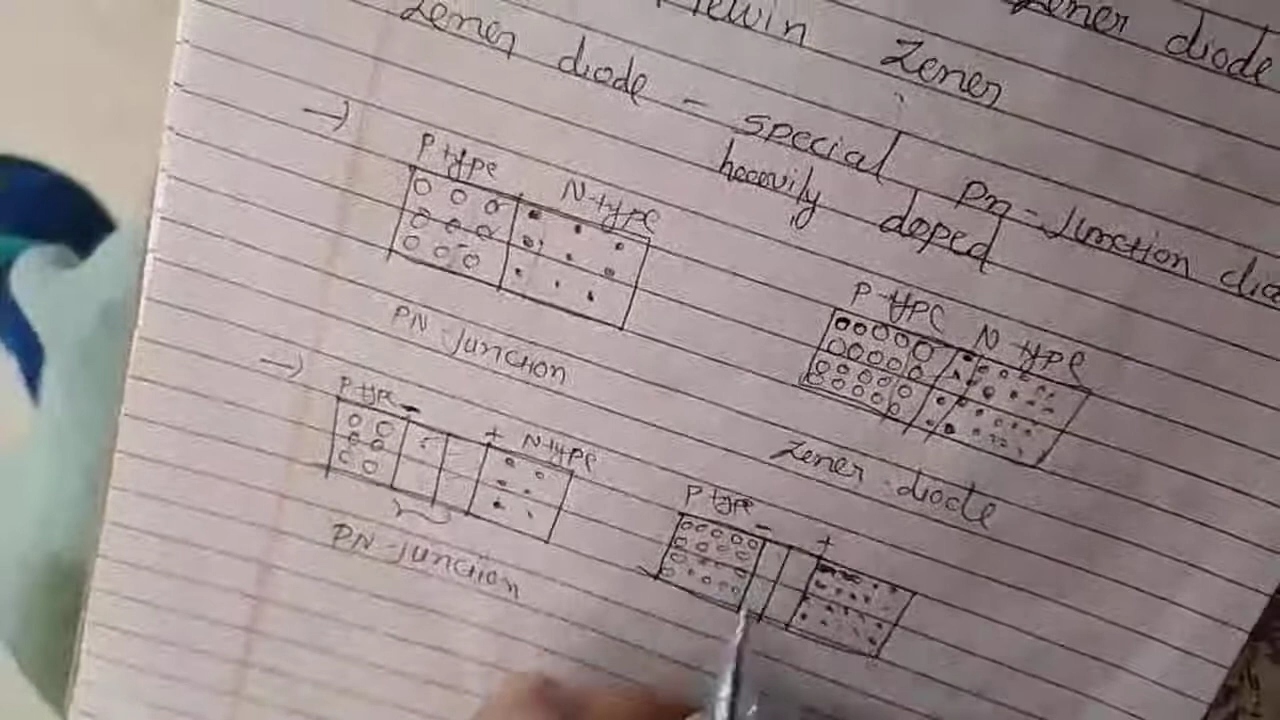 Zener diode
Zener
Zener diode - special Pn-Junction
heavily doped
→) P type N-type
PN-Junction
P-type N type
Zener diode
→) P type - + N type
PN-Junction
P type - +